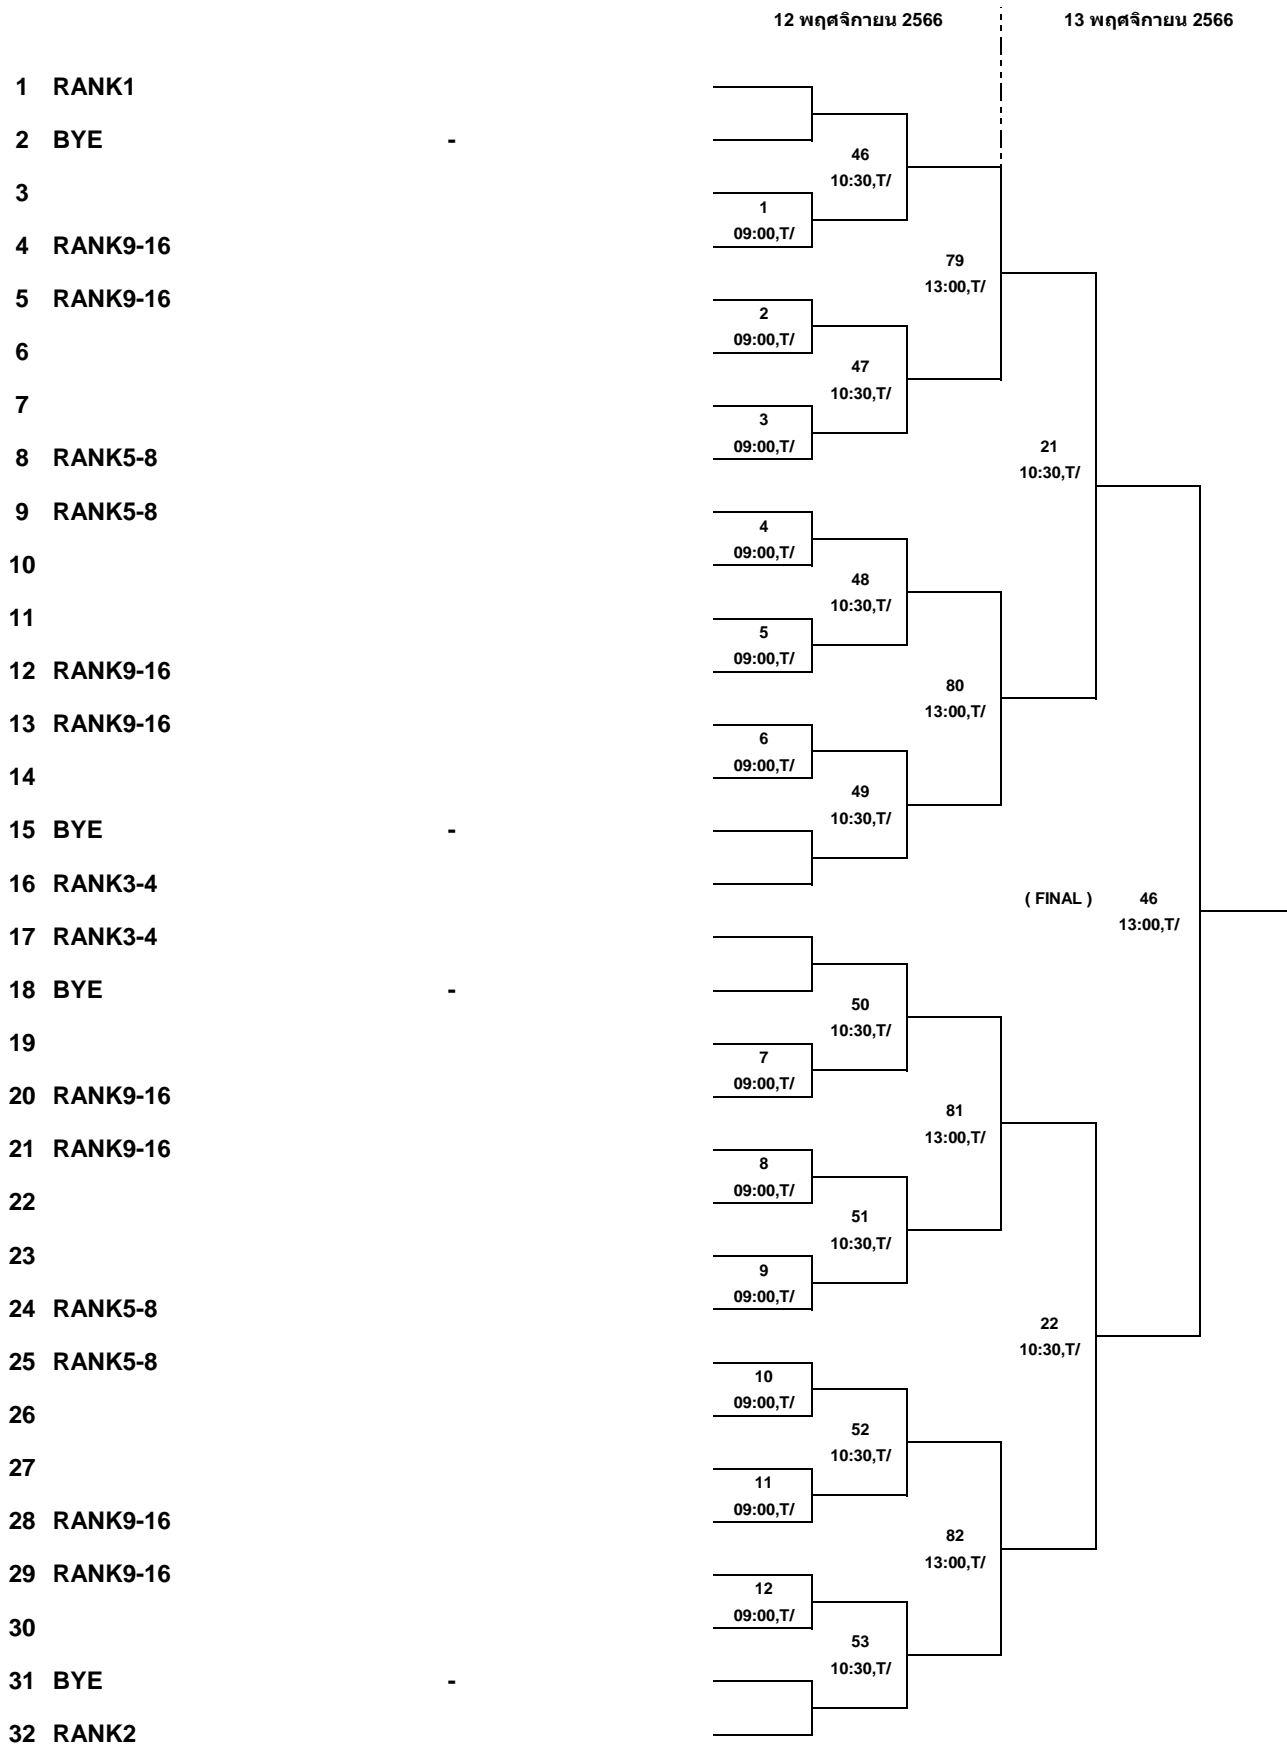 12 พฤศจิกายน 2566 13 พฤศจิกายน 2566
1 RANK1
2 BYE -
46
10:30,T/
3
1
09:00,T/
4 RANK9-16
79
13:00,T/
5 RANK9-16
2
09:00,T/
6
47
10:30,T/
7
3
09:00,T/
8 RANK5-8
21
10:30,T/
9 RANK5-8
4
09:00,T/
10
48
10:30,T/
11
5
09:00,T/
12 RANK9-16
80
13:00,T/
13 RANK9-16
6
09:00,T/
14
49
10:30,T/
15 BYE -
16 RANK3-4
( FINAL ) 46
13:00,T/
17 RANK3-4
18 BYE -
50
10:30,T/
19
7
09:00,T/
20 RANK9-16
81
13:00,T/
21 RANK9-16
8
09:00,T/
22
51
10:30,T/
23
9
09:00,T/
24 RANK5-8
22
10:30,T/
25 RANK5-8
10
09:00,T/
26
52
10:30,T/
27
11
09:00,T/
28 RANK9-16
82
13:00,T/
29 RANK9-16
12
09:00,T/
30
53
10:30,T/
31 BYE -
32 RANK2